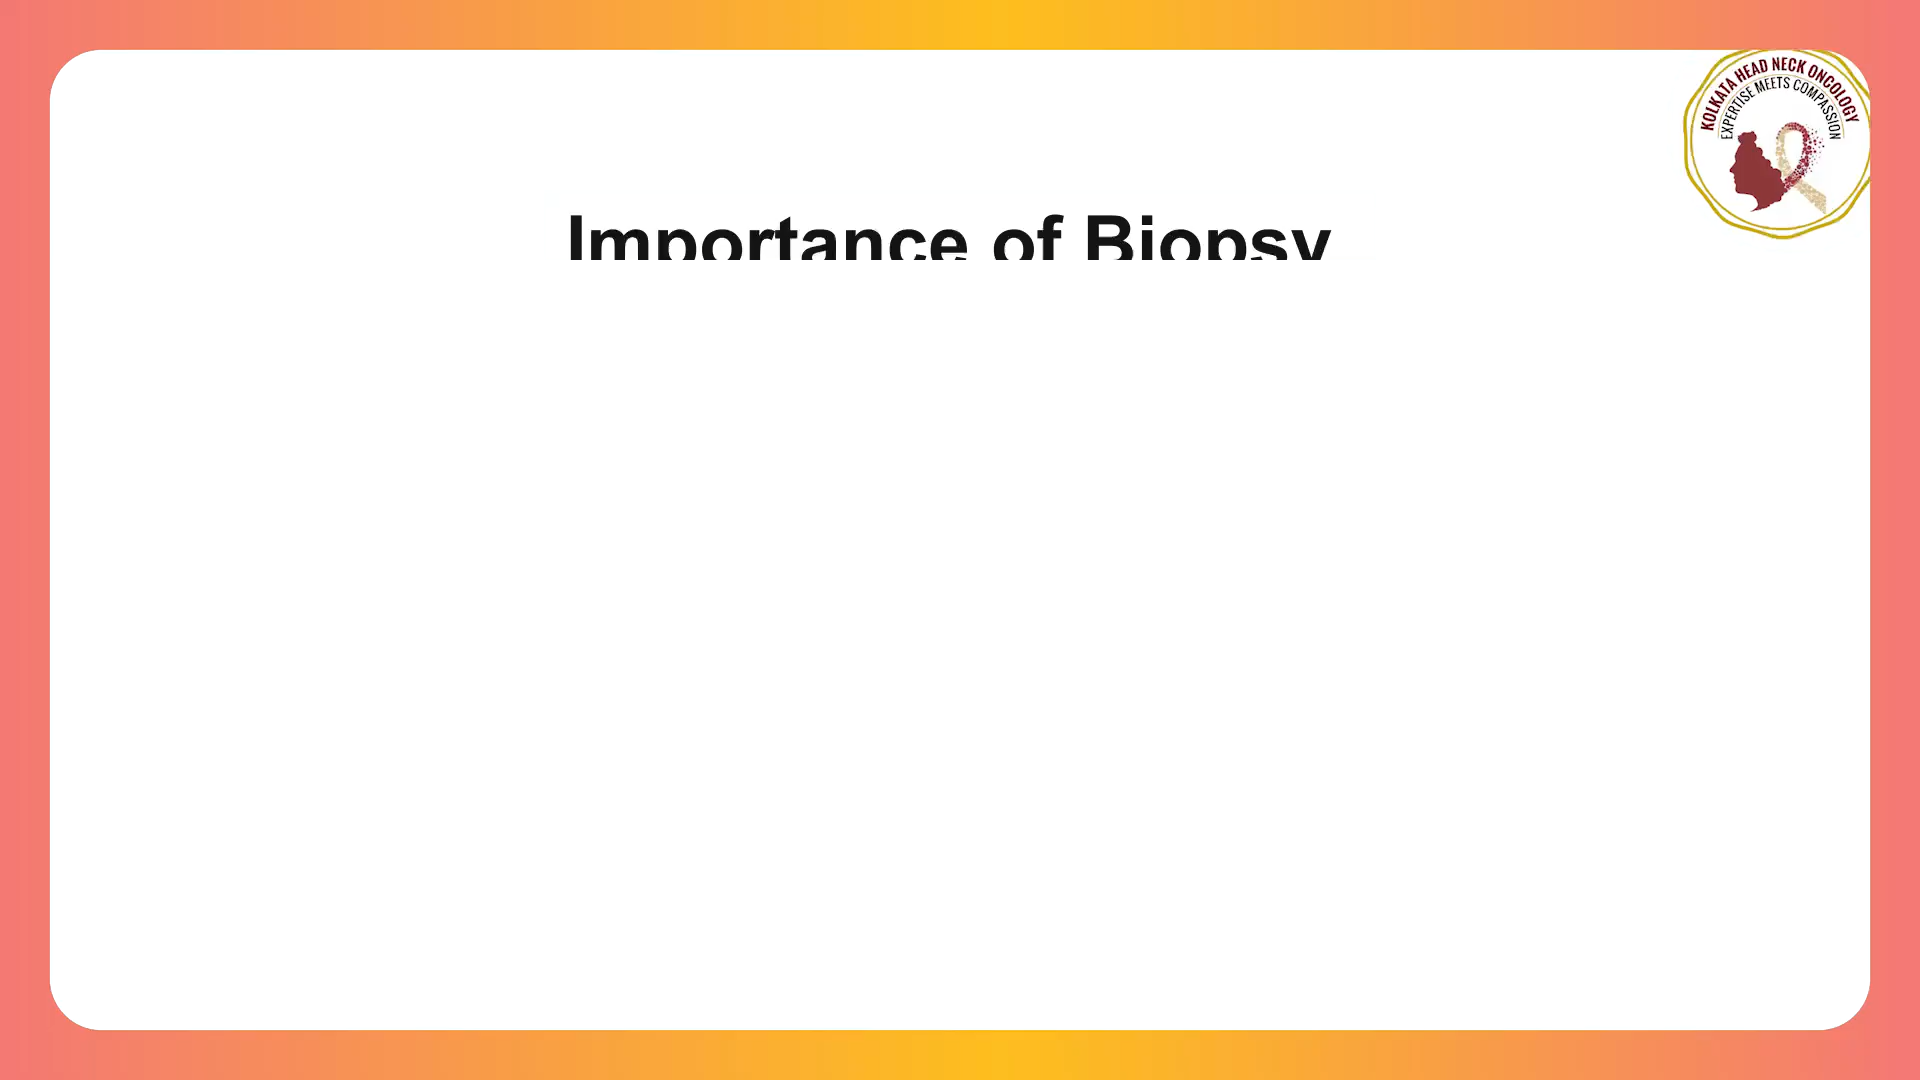 KOLKATA HEAD NECK ONCOLOGY
EXPERTISE MEETS COMPASSION
Importance of Biopsy